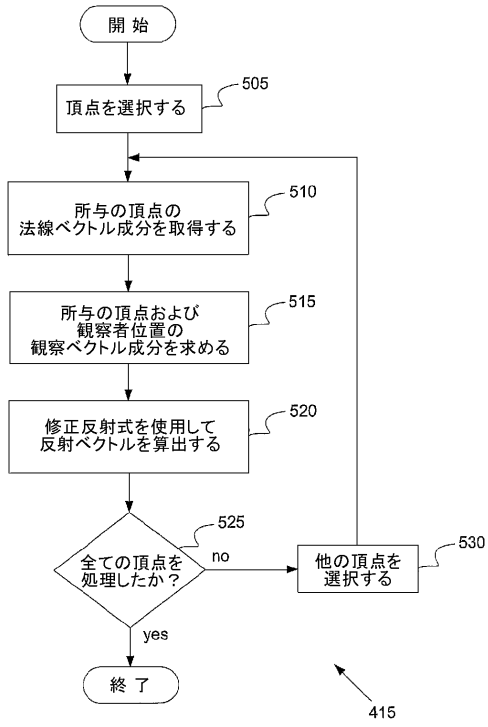 開 始
頂点を選択する
505
所与の頂点の
法線ベクトル成分を取得する
510
所与の頂点および
観察者位置の
観察ベクトル成分を求める
515
修正反射式を使用して
反射ベクトルを算出する
520
全ての頂点を
処理したか？
525
no
他の頂点を
選択する
530
yes
終 了
415